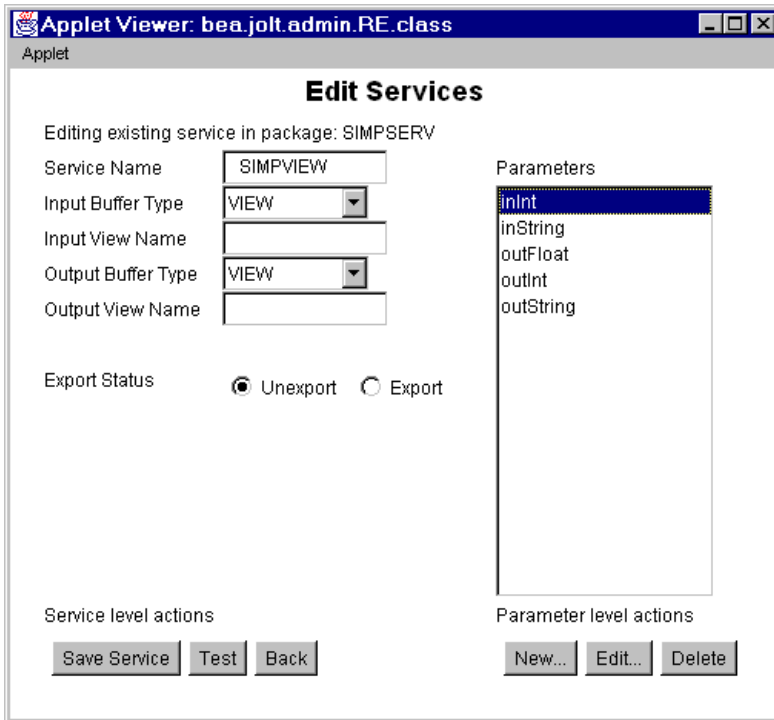 Applet Viewer: bea.jolt.admin.RE.class
Applet
Edit Services
Editing existing service in package: SIMPSERV
Service Name SIMPVIEW
Input Buffer Type VIEW
Input View Name
Output Buffer Type VIEW
Output View Name
Export Status Unexport Export
Parameters
inInt
inString
outFloat
outInt
outString
Service level actions
Save Service Test Back
Parameter level actions
New... Edit... Delete